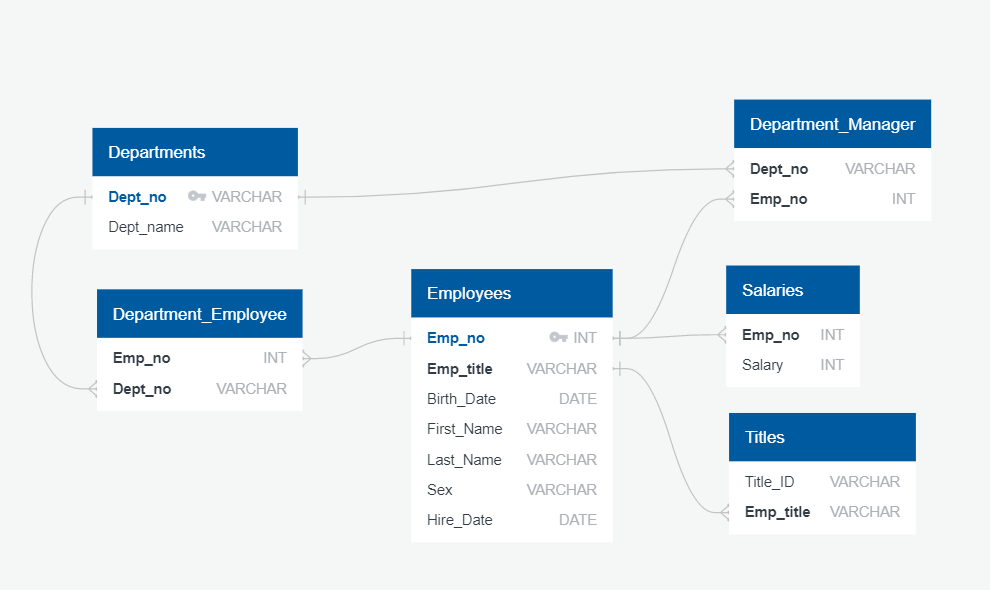 Departments
Dept_no VARCHAR
Dept_name VARCHAR
Department_Employee
Emp_no INT
Dept_no VARCHAR
Employees
Emp_no INT
Emp_title VARCHAR
Birth_Date DATE
First_Name VARCHAR
Last_Name VARCHAR
Sex VARCHAR
Hire_Date DATE
Department_Manager
Dept_no VARCHAR
Emp_no INT
Salaries
Emp_no INT
Salary INT
Titles
Title_ID VARCHAR
Emp_title VARCHAR